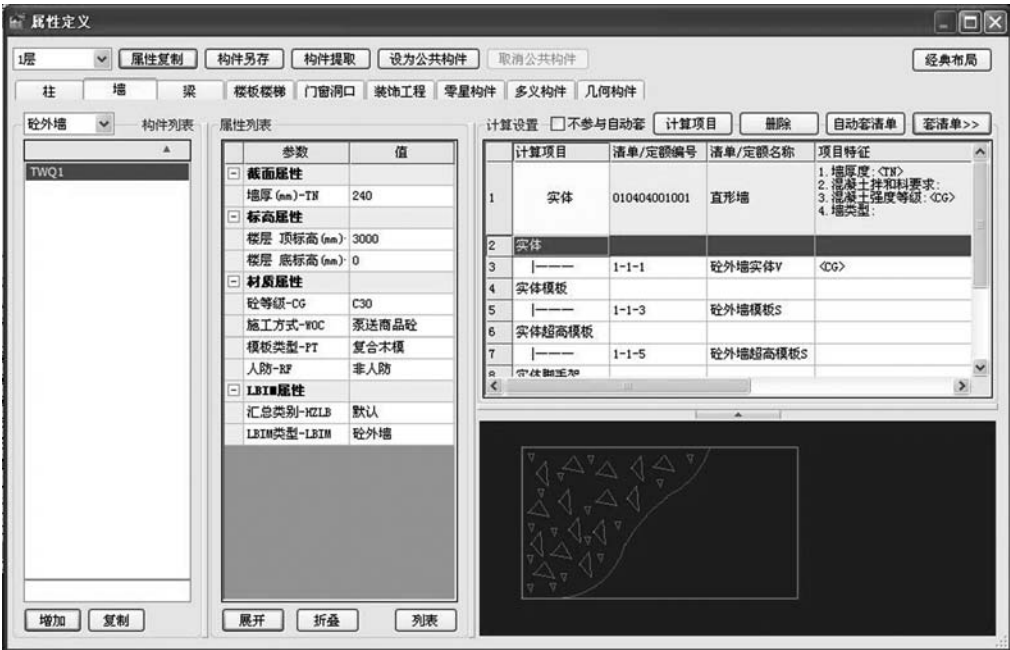 属性定义
1层 属性复制 构件另存 构件提取 设为公共构件 取消公共构件 经典布局
柱 墙 梁 楼板楼梯 门窗洞口 装饰工程 零星构件 多义构件 几何构件
砼外墙 构件列表
TWQ1
增加 复制
属性列表
参数 值
截面属性
墙厚(mm)-TN 240
标高属性
楼层 顶标高(mm)- 3000
楼层 底标高(mm)- 0
材质属性
砼等级-CG C30
施工方式-WOC 泵送商品砼
模板类型-PT 复合木模
人防-RF 非人防
LBIM属性
汇总类别-HZLB 默认
LBIM类型-LBIM 砼外墙
展开 折叠 列表
计算设置 不参与自动套 计算项目 删除 自动套清单 套清单>>
计算项目 清单/定额编号 清单/定额名称 项目特征
1 实体 010404001001 直形墙
1. 墙厚度:<TN>
2. 混凝土拌和料要求:
3. 混凝土强度等级:<CG>
4. 墙类型:
2 实体
3 |——— 1-1-1 砼外墙实体V <CG>
4 实体模板
5 |——— 1-1-3 砼外墙模板S
6 实体超高模板
7 |——— 1-1-5 砼外墙超高模板S
8 实体脚手架